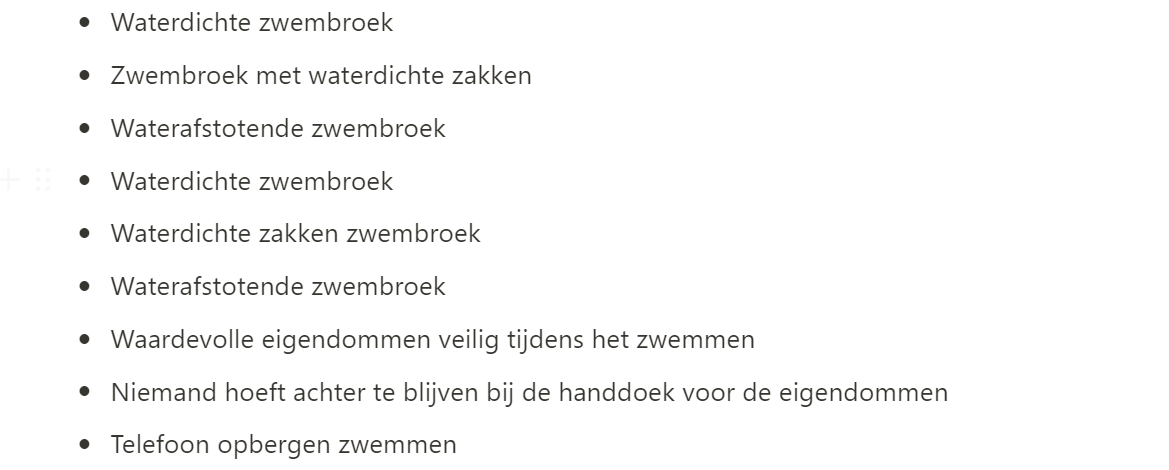 • Waterdichte zwembroek
• Zwembroek met waterdichte zakken
• Waterafstotende zwembroek
• Waterdichte zwembroek
• Waterdichte zakken zwembroek
• Waterafstotende zwembroek
• Waardevolle eigendommen veilig tijdens het zwemmen
• Niemand hoeft achter te blijven bij de handdoek voor de eigendommen
• Telefoon opbergen zwemmen